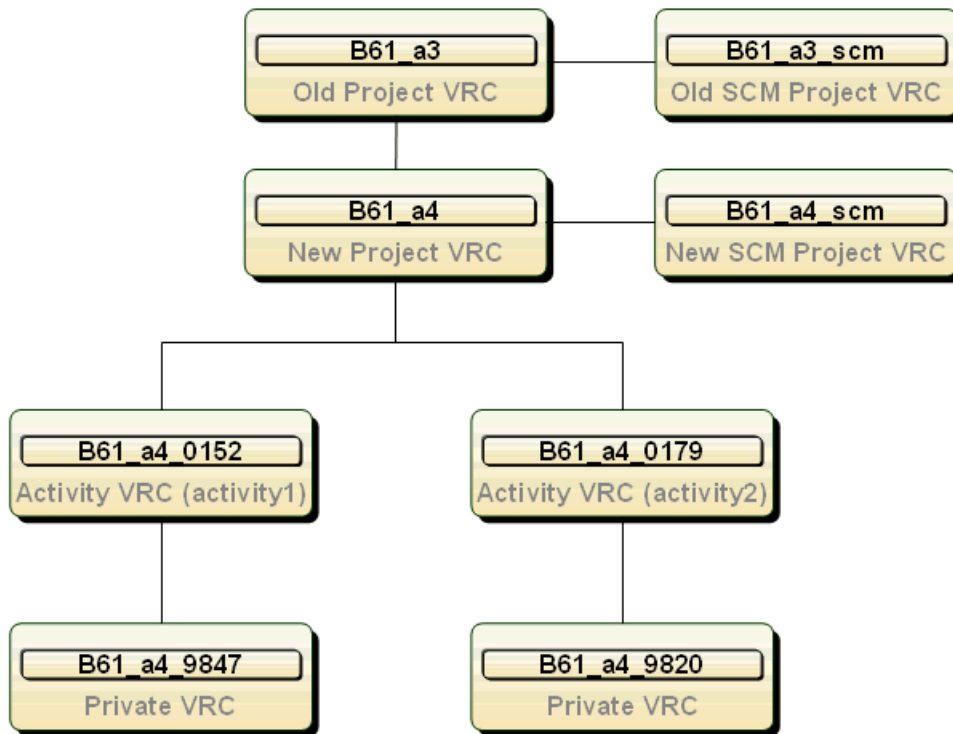 B61_a3
Old Project VRC
B61_a3_scm
Old SCM Project VRC
B61_a4
New Project VRC
B61_a4_scm
New SCM Project VRC
B61_a4_0152
Activity VRC (activity1)
B61_a4_0179
Activity VRC (activity2)
B61_a4_9847
Private VRC
B61_a4_9820
Private VRC